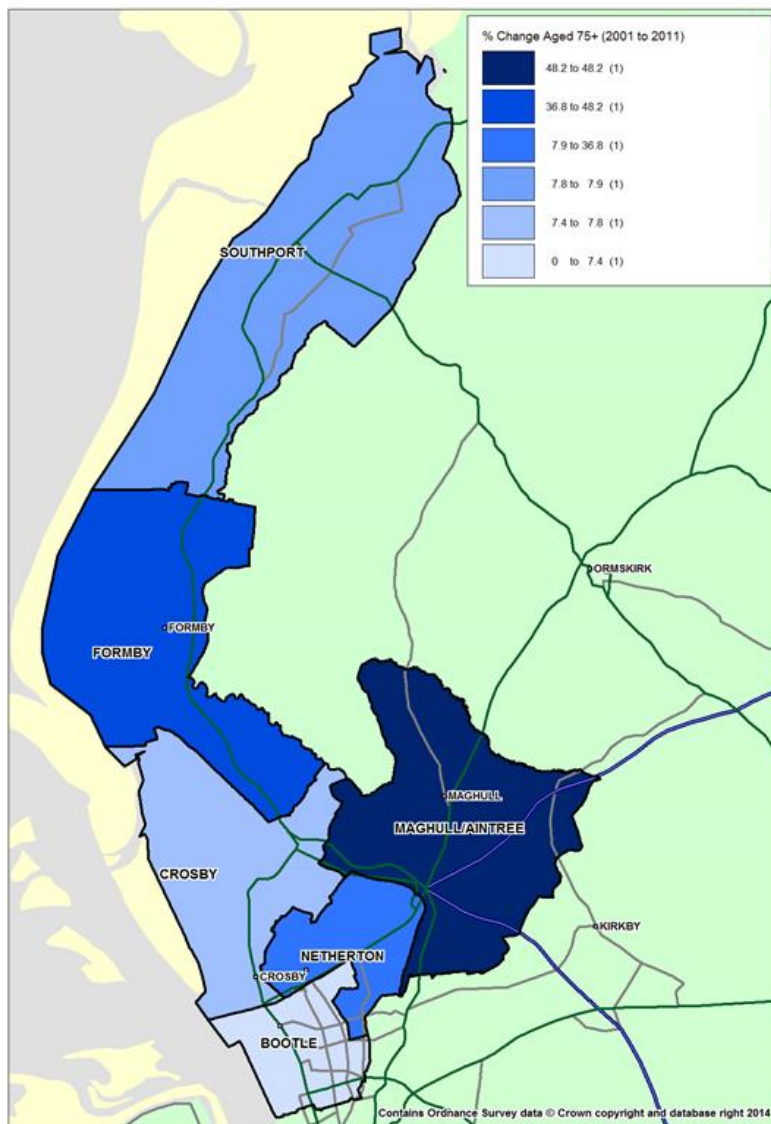 % Change Aged 75+ (2001 to 2011)
48.2 to 48.2 (1)
36.8 to 48.2 (1)
7.9 to 36.8 (1)
7.8 to 7.9 (1)
7.4 to 7.8 (1)
0 to 7.4 (1)
SOUTHPORT
ORMSKIRK
FORMBY
FORMBY
MAGHULL
MAGHULL/AINTREE
CROSBY
KIRKBY
NETHERTON
CROSBY
BOOTLE
Contains Ordnance Survey data © Crown copyright and database right 2014